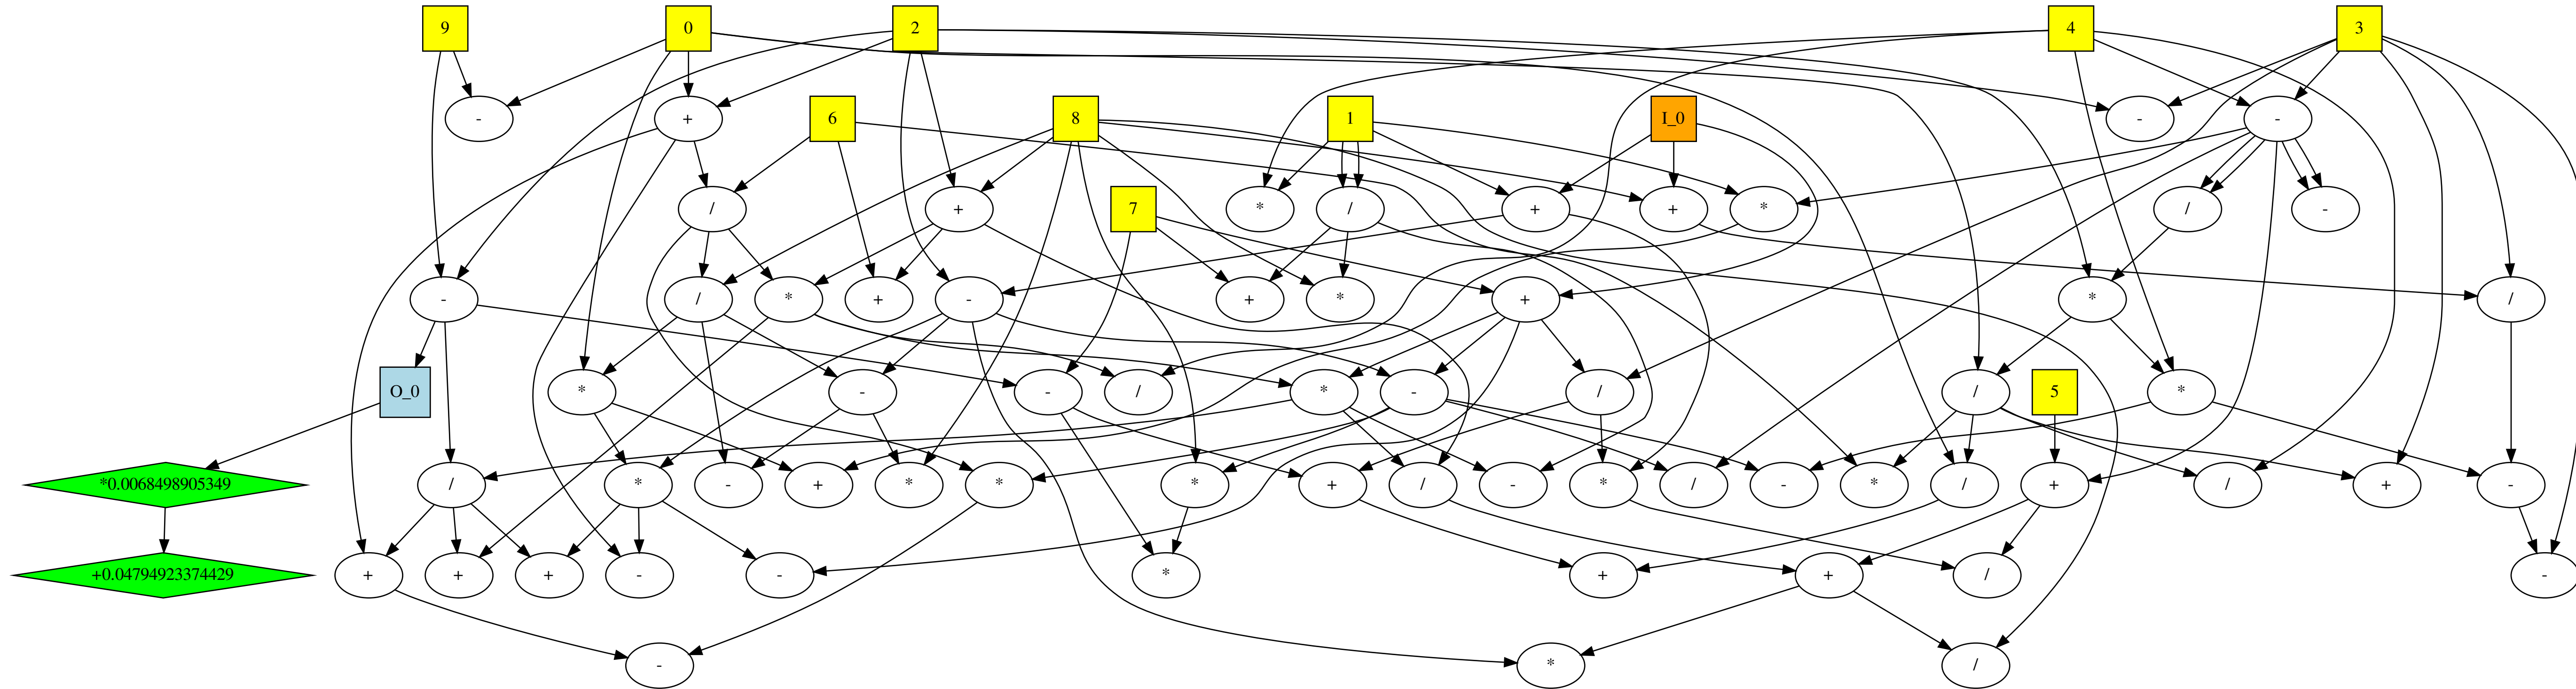 9 0 2 4 3
- + 6 8 1 I_0 - -
/ + 7 * / + + * / -
- / * + - + * + * /
O_0 * - - / * - / / 5 *
*0.0068498905349 / * - + * * * + / - * / - * / + / + -
+0.04794923374429 + + + - - * + + / -
- * /